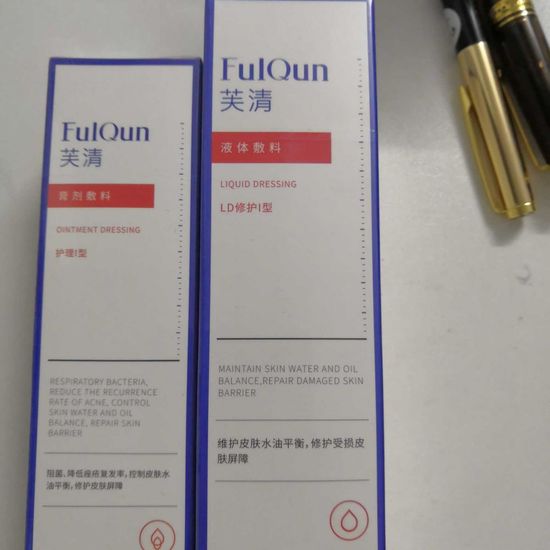 FulQun
芙清
膏剂敷料
OINTMENT DRESSING
护理I型
RESPIRATORY BACTERIA,
REDUCE THE RECURRENCE
RATE OF ACNE, CONTROL
SKIN WATER AND OIL
BALANCE, REPAIR SKIN
BARRIER
阻菌、降低痤疮复发率,控制皮肤水
油平衡,修护皮肤屏障
FulQun
芙清
液体敷料
LIQUID DRESSING
LD修护I型
MAINTAIN SKIN WATER AND OIL
BALANCE,REPAIR DAMAGED SKIN
BARRIER
维护皮肤水油平衡,修护受损皮
肤屏障